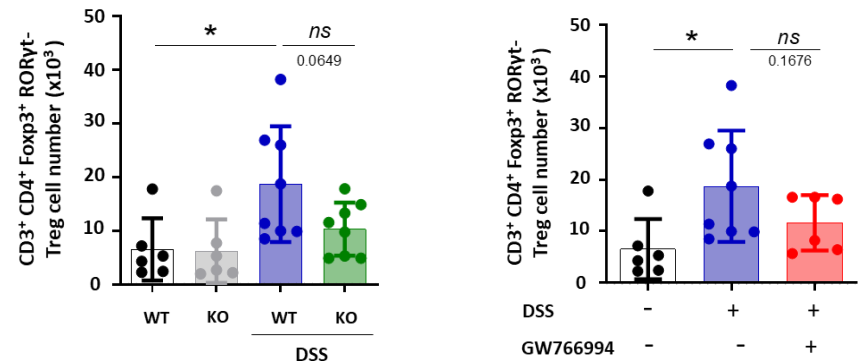 CD3⁺ CD4⁺ Foxp3⁺ RORγt-
Treg cell number (x10³)
50
40
30
20
10
0
*
ns
0.0649
WT
KO
WT
KO
DSS
CD3⁺ CD4⁺ Foxp3⁺ RORγt-
Treg cell number (x10³)
50
40
30
20
10
0
*
ns
0.1676
DSS - + +
GW766994 - - +